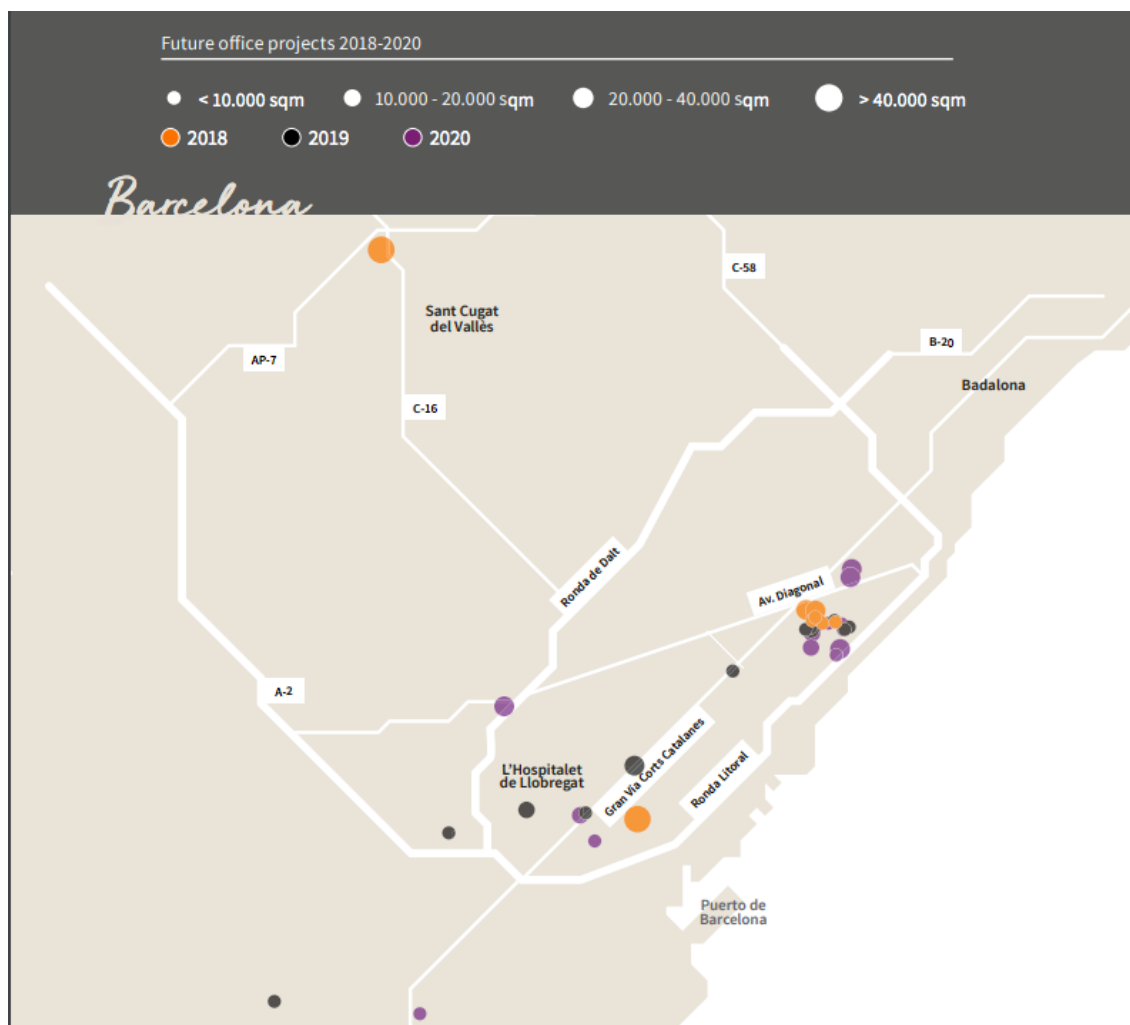 Future office projects 2018-2020
< 10.000 sqm 10.000 - 20.000 sqm 20.000 - 40.000 sqm > 40.000 sqm
2018 2019 2020
Barcelona
C-58
Sant Cugat
del Vallès
B-20
AP-7
Badalona
C-16
Ronda de Dalt
Av. Diagonal
A-2
L'Hospitalet
de Llobregat
Gran Via Corts Catalanes
Ronda Litoral
Puerto de
Barcelona